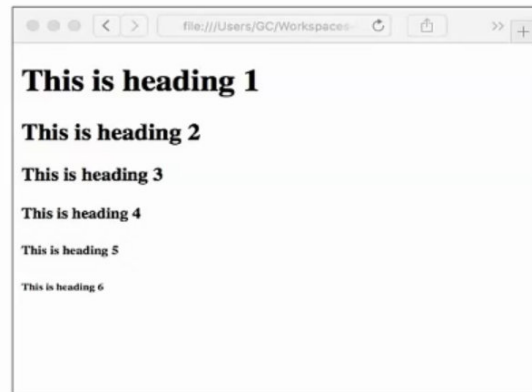 file:///Users/GC/Workspaces-
This is heading 1
This is heading 2
This is heading 3
This is heading 4
This is heading 5
This is heading 6